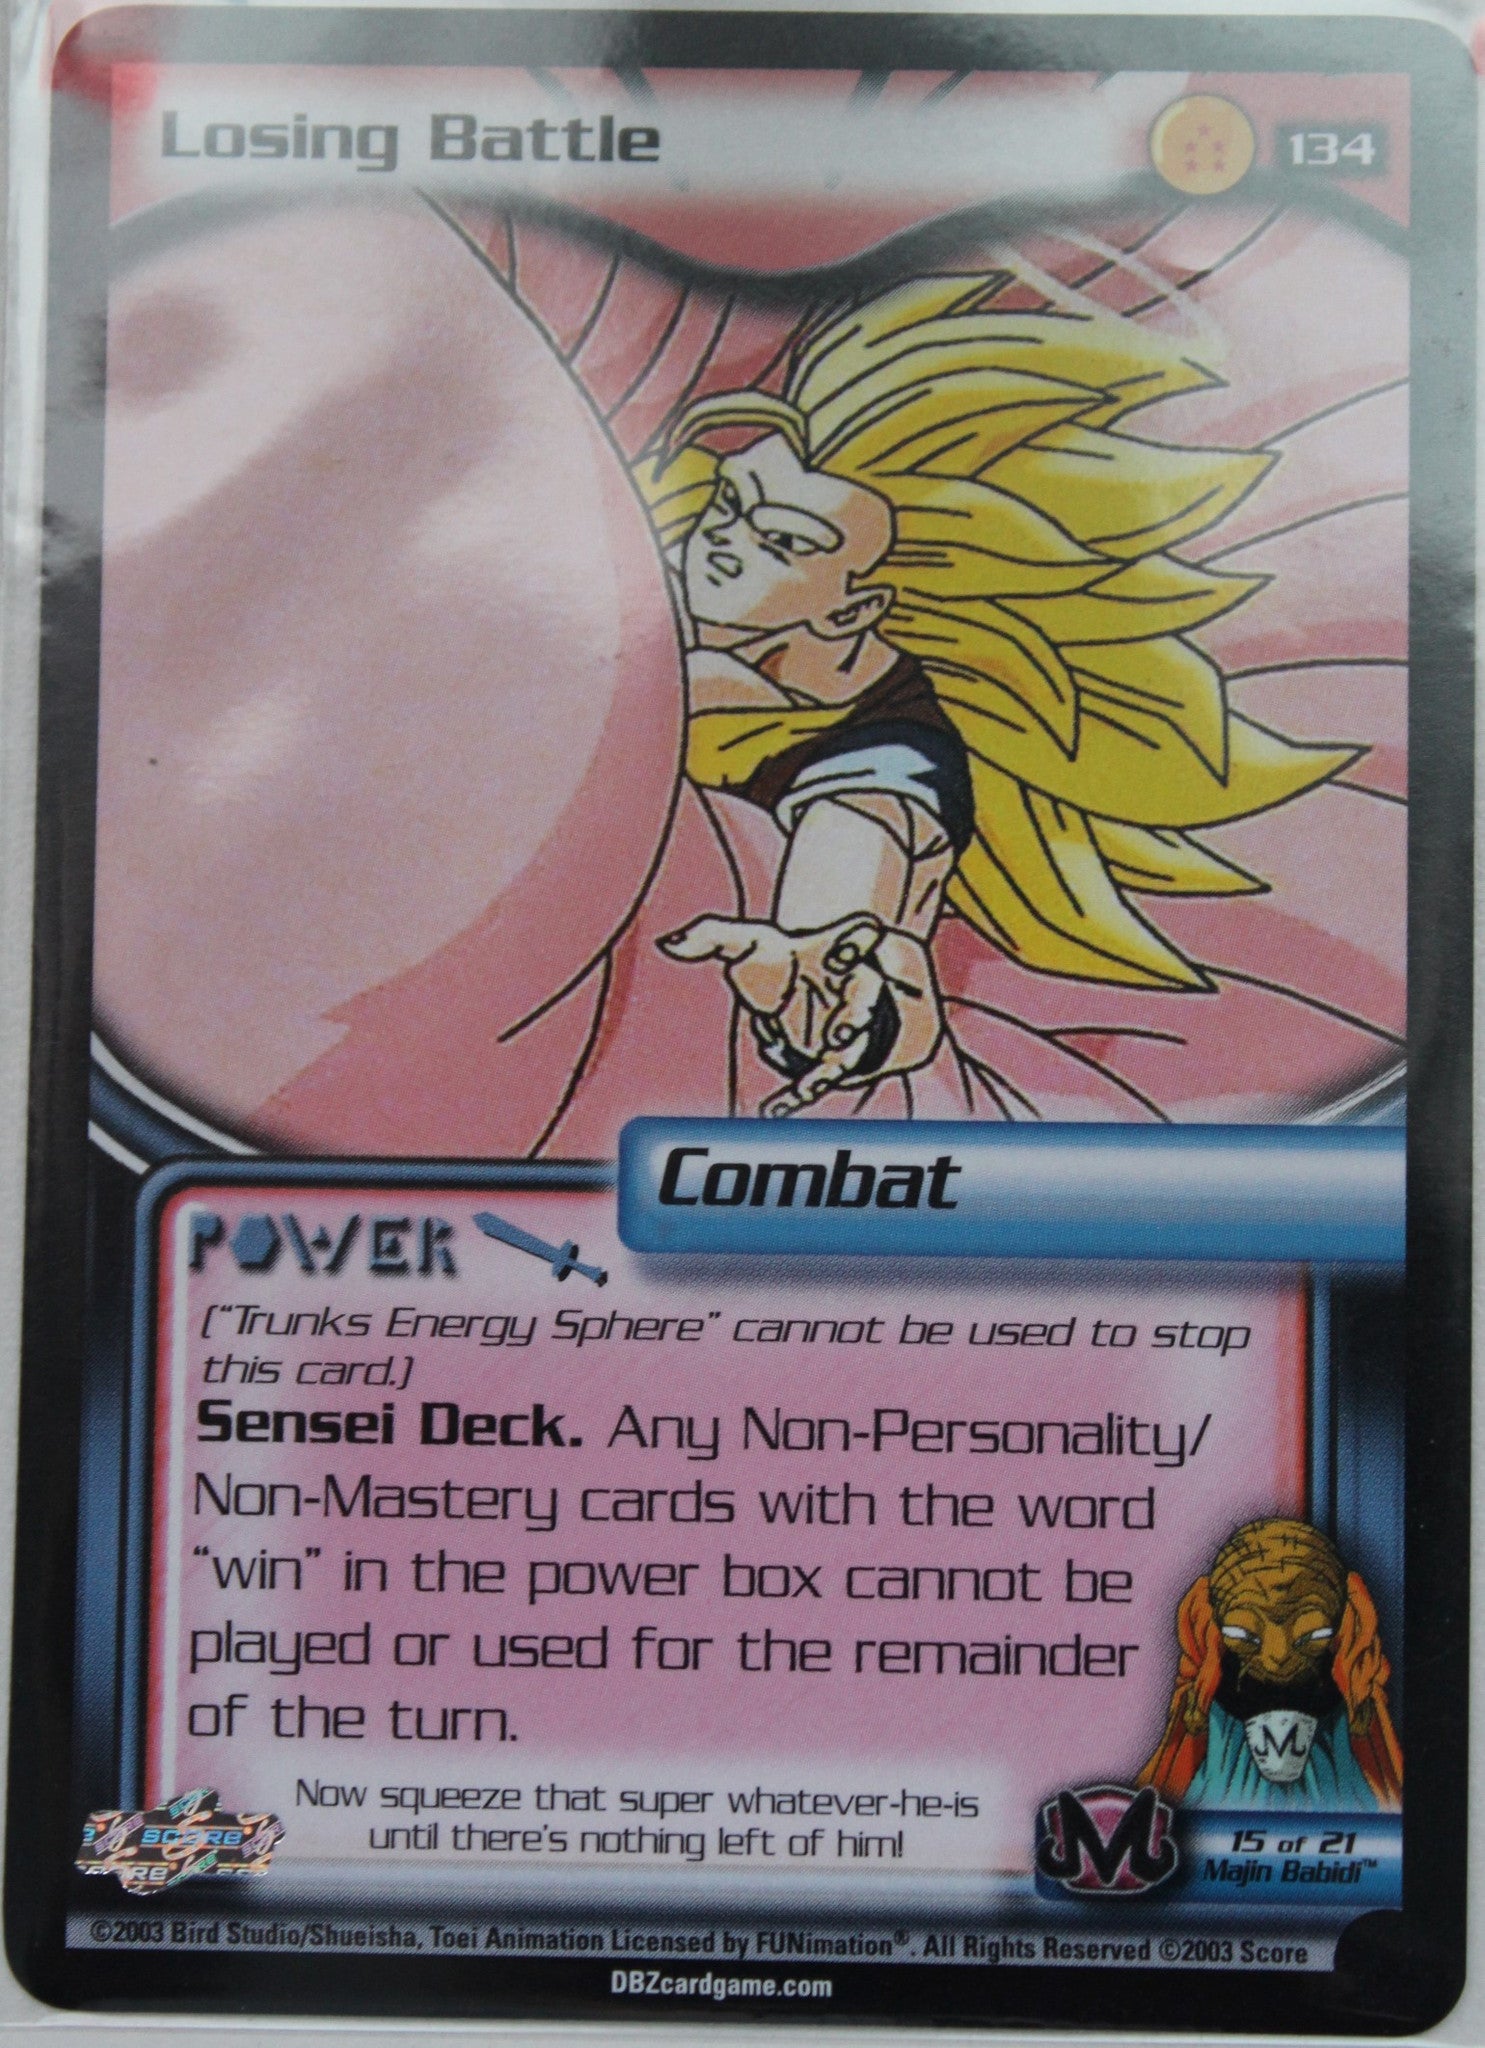 Losing Battle
134
Combat
POWER
("Trunks Energy Sphere" cannot be used to stop
this card.)
Sensei Deck. Any Non-Personality/
Non-Mastery cards with the word
"win" in the power box cannot be
played or used for the remainder
of the turn.
Now squeeze that super whatever-he-is
until there's nothing left of him!
SCORE
M
M
15 of 21
Majin Babidi™
©2003 Bird Studio/Shueisha, Toei Animation Licensed by FUNimation®. All Rights Reserved ©2003 Score
DBZcardgame.com